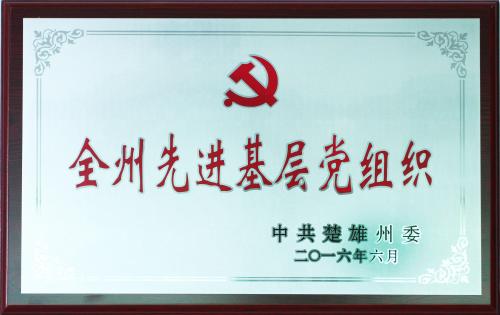 全州先进基层党组织
中共楚雄州委
二〇一六年六月